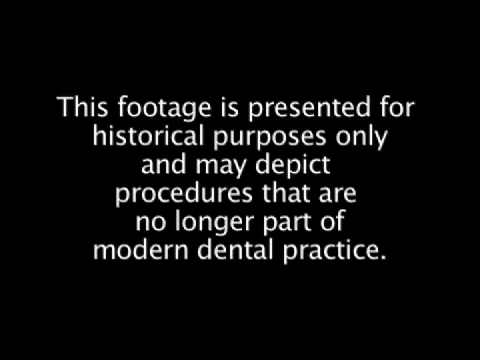 This footage is presented for
historical purposes only
and may depict
procedures that are
no longer part of
modern dental practice.